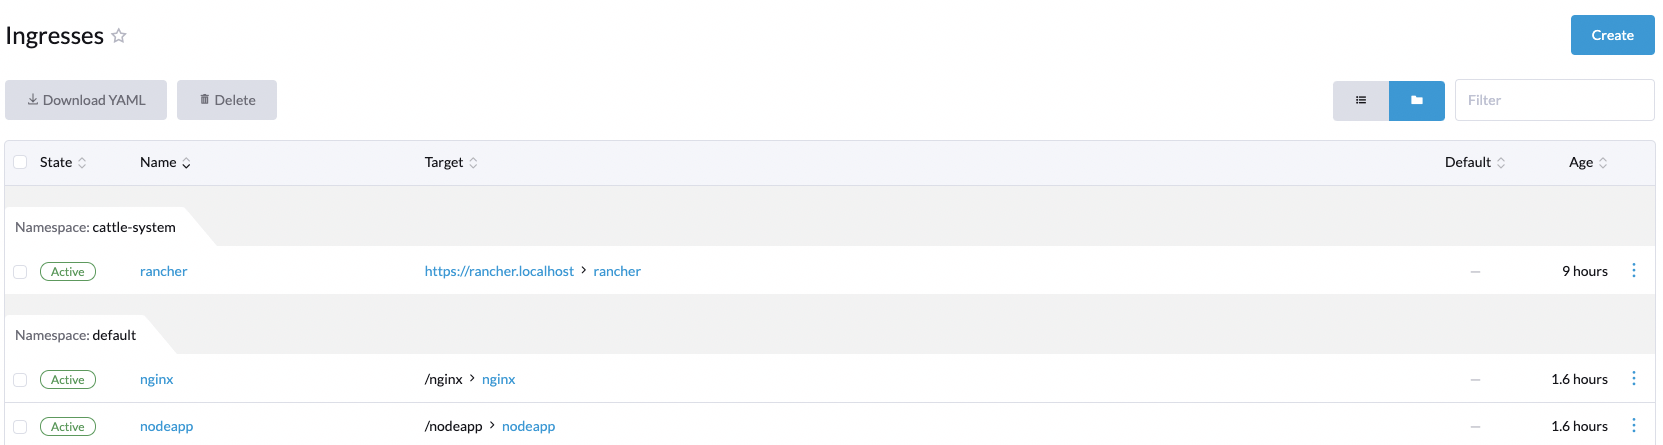 Ingresses
Create
Download YAML Delete
Filter
State Name Target Default Age
Namespace: cattle-system
Active rancher https://rancher.localhost > rancher — 9 hours
Namespace: default
Active nginx /nginx > nginx — 1.6 hours
Active nodeapp /nodeapp > nodeapp — 1.6 hours